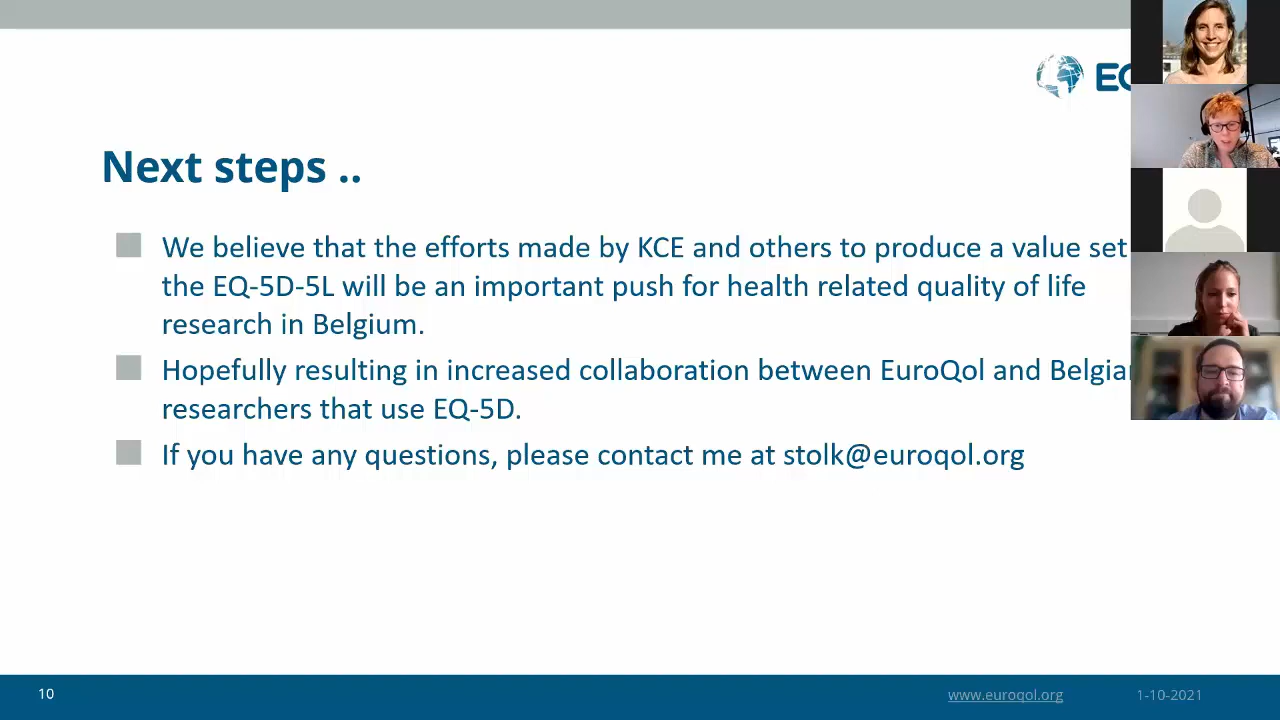 EQ
Next steps ..
We believe that the efforts made by KCE and others to produce a value set
the EQ-5D-5L will be an important push for health related quality of life
research in Belgium.
Hopefully resulting in increased collaboration between EuroQol and Belgian
researchers that use EQ-5D.
If you have any questions, please contact me at stolk@euroqol.org
10
www.euroqol.org
1-10-2021